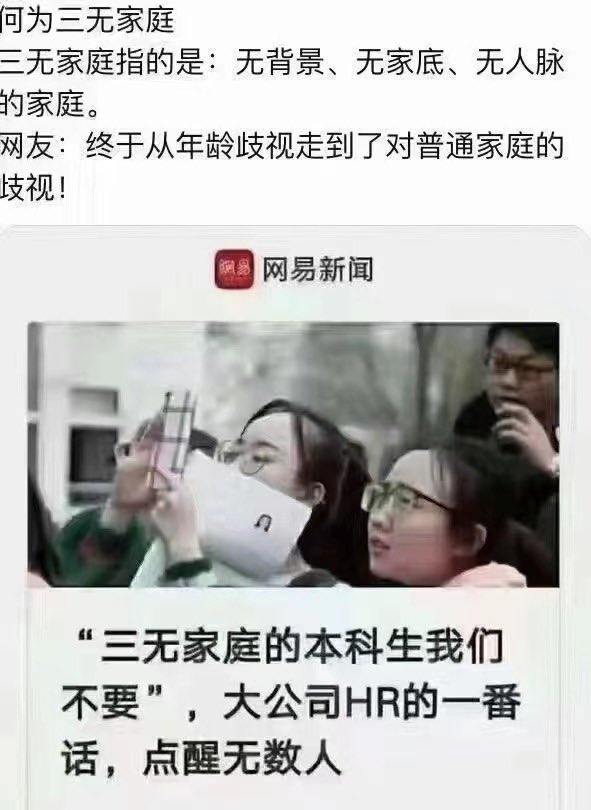 何为三无家庭
三无家庭指的是：无背景、无家底、无人脉
的家庭。
网友：终于从年龄歧视走到了对普通家庭的
歧视！
网易 网易新闻
“三无家庭的本科生我们
不要”，大公司HR的一番
话，点醒无数人